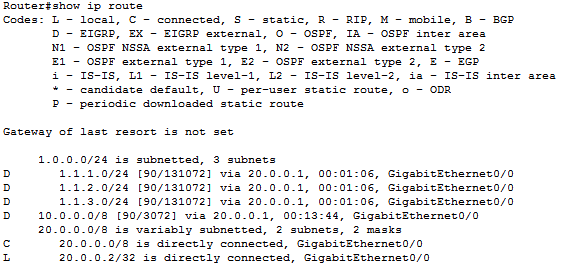 Router#show ip route
Codes: L - local, C - connected, S - static, R - RIP, M - mobile, B - BGP
       D - EIGRP, EX - EIGRP external, O - OSPF, IA - OSPF inter area
       N1 - OSPF NSSA external type 1, N2 - OSPF NSSA external type 2
       E1 - OSPF external type 1, E2 - OSPF external type 2, E - EGP
       i - IS-IS, L1 - IS-IS level-1, L2 - IS-IS level-2, ia - IS-IS inter area
       * - candidate default, U - per-user static route, o - ODR
       P - periodic downloaded static route
Gateway of last resort is not set
     1.0.0.0/24 is subnetted, 3 subnets
D       1.1.1.0/24 [90/131072] via 20.0.0.1, 00:01:06, GigabitEthernet0/0
D       1.1.2.0/24 [90/131072] via 20.0.0.1, 00:01:06, GigabitEthernet0/0
D       1.1.3.0/24 [90/131072] via 20.0.0.1, 00:01:06, GigabitEthernet0/0
D    10.0.0.0/8 [90/3072] via 20.0.0.1, 00:13:44, GigabitEthernet0/0
     20.0.0.0/8 is variably subnetted, 2 subnets, 2 masks
C       20.0.0.0/8 is directly connected, GigabitEthernet0/0
L       20.0.0.2/32 is directly connected, GigabitEthernet0/0